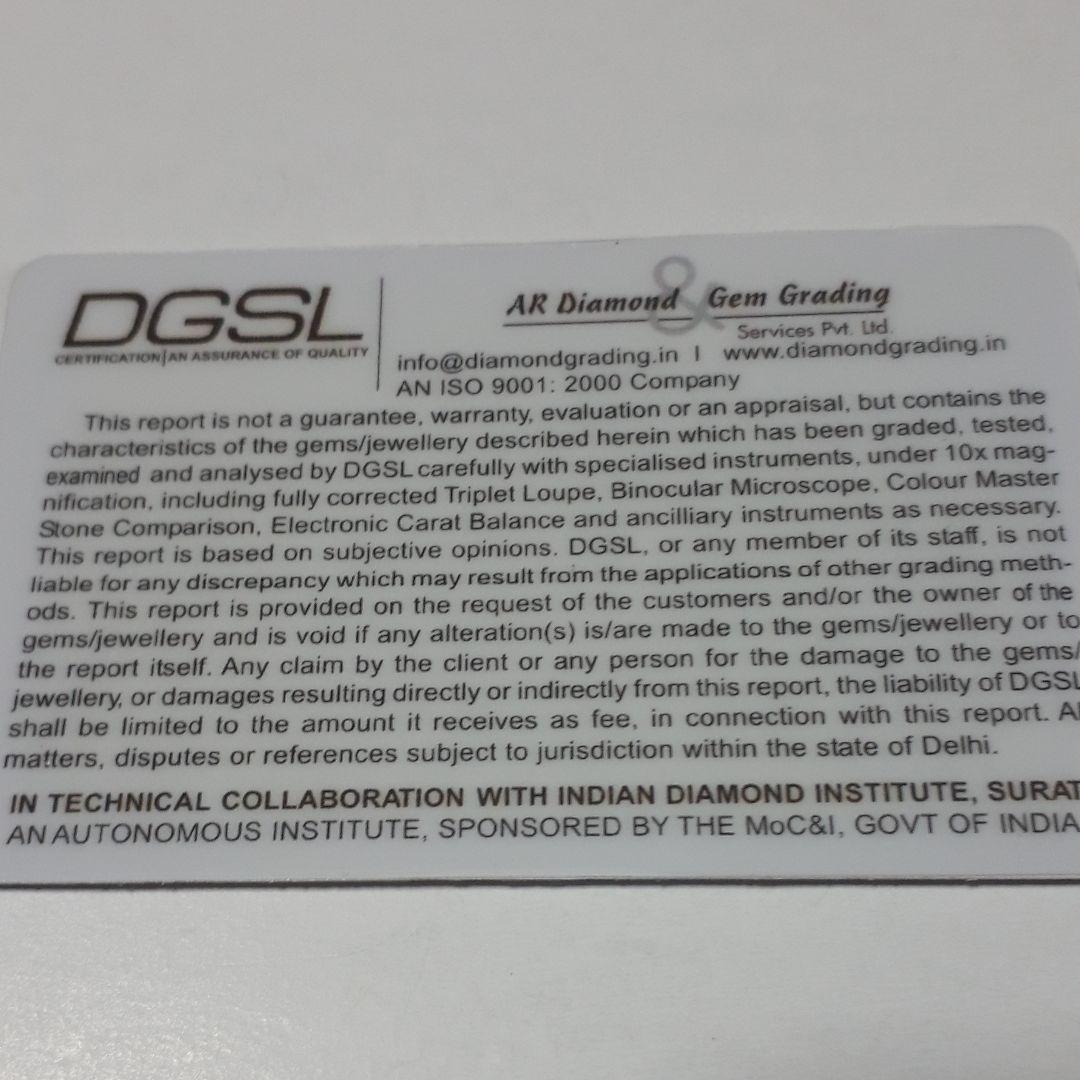 DGSL
CERTIFICATION|AN ASSURANCE OF QUALITY
AR Diamond & Gem Grading
Services Pvt. Ltd.
info@diamondgrading.in | www.diamondgrading.in
AN ISO 9001: 2000 Company
This report is not a guarantee, warranty, evaluation or an appraisal, but contains the
characteristics of the gems/jewellery described herein which has been graded, tested,
examined and analysed by DGSL carefully with specialised instruments, under 10x mag-
nification, including fully corrected Triplet Loupe, Binocular Microscope, Colour Master
Stone Comparison, Electronic Carat Balance and ancilliary instruments as necessary.
This report is based on subjective opinions. DGSL, or any member of its staff, is not
liable for any discrepancy which may result from the applications of other grading meth-
ods. This report is provided on the request of the customers and/or the owner of the
gems/jewellery and is void if any alteration(s) is/are made to the gems/jewellery or to
the report itself. Any claim by the client or any person for the damage to the gems/
jewellery, or damages resulting directly or indirectly from this report, the liability of DGSL
shall be limited to the amount it receives as fee, in connection with this report.
matters, disputes or references subject to jurisdiction within the state of Delhi.
IN TECHNICAL COLLABORATION WITH INDIAN DIAMOND INSTITUTE, SURAT
AN AUTONOMOUS INSTITUTE, SPONSORED BY THE MoC&I, GOVT OF INDIA